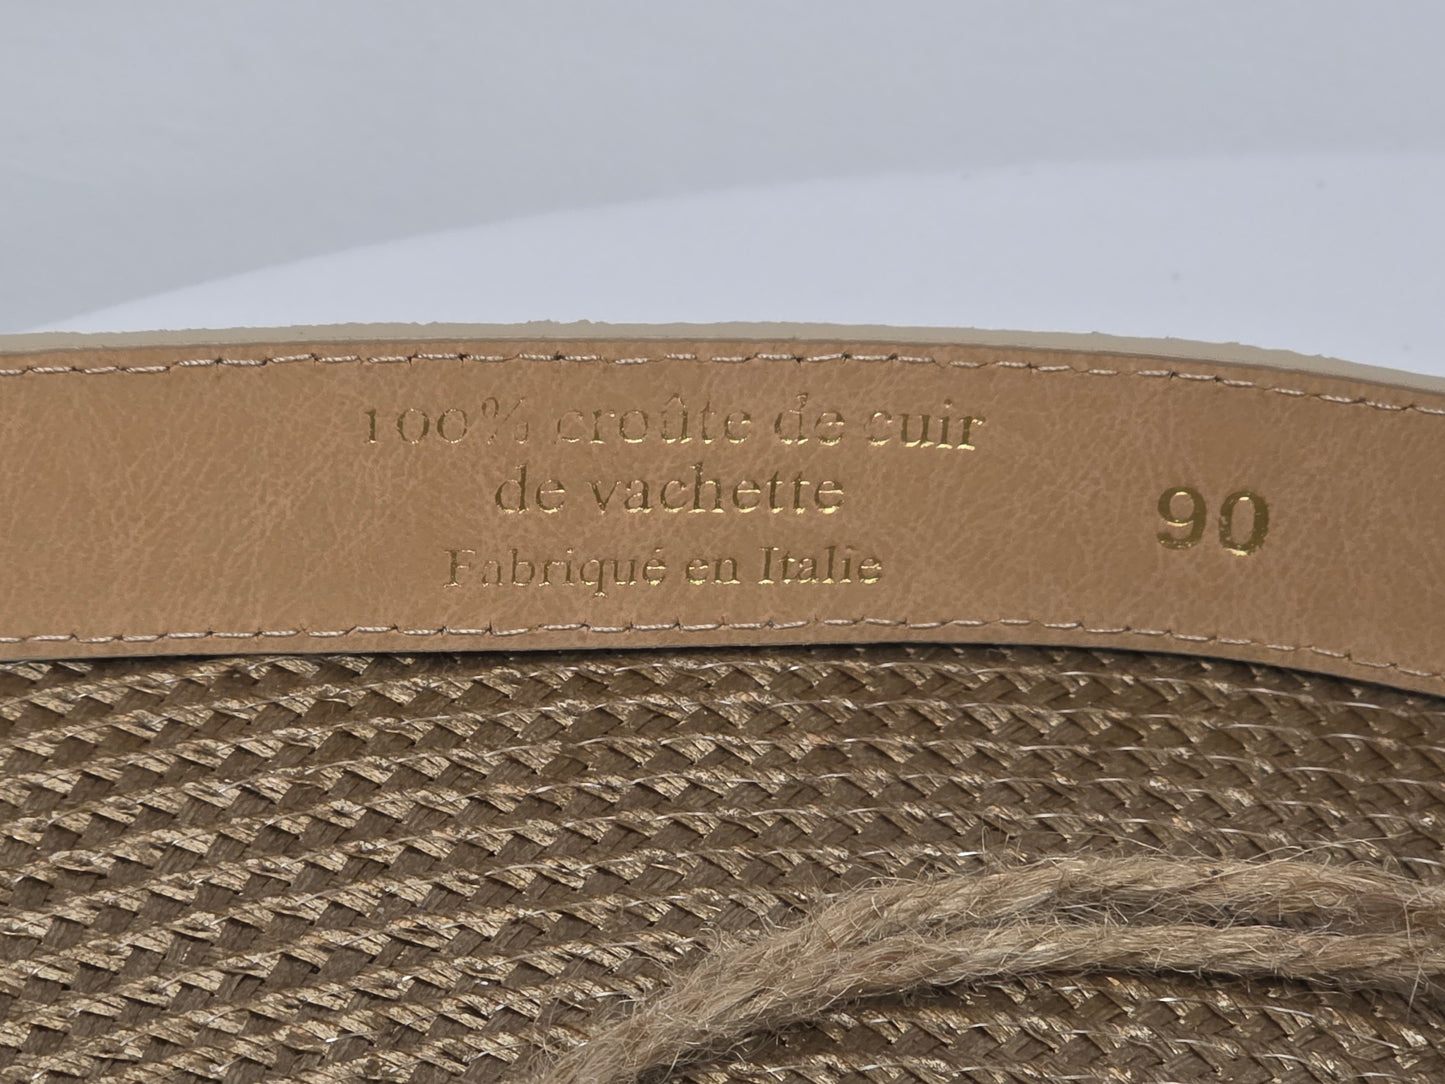 100% croûte de cuir
de vachette
Fabriqué en Italie
90